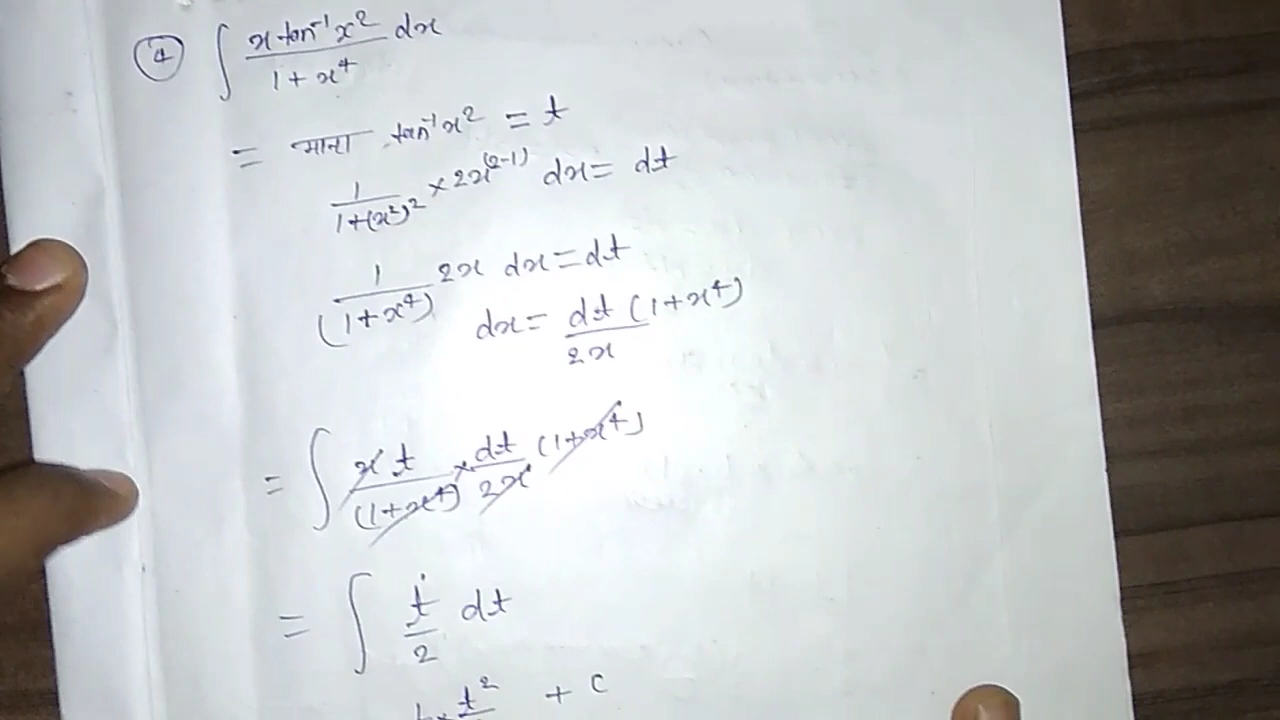 ④ ∫ x tan⁻¹x² dx / 1 + x⁴
= माना tan⁻¹x² = t
1 / 1+(x²)² × 2x⁽²⁻¹⁾ dx = dt
1 / (1+x⁴) 2x dx = dt
dx = dt (1+x⁴) / 2x
= ∫ x t / (1+x⁴) × dt / 2x (1+x⁴)
= ∫ t / 2 dt
t² + c